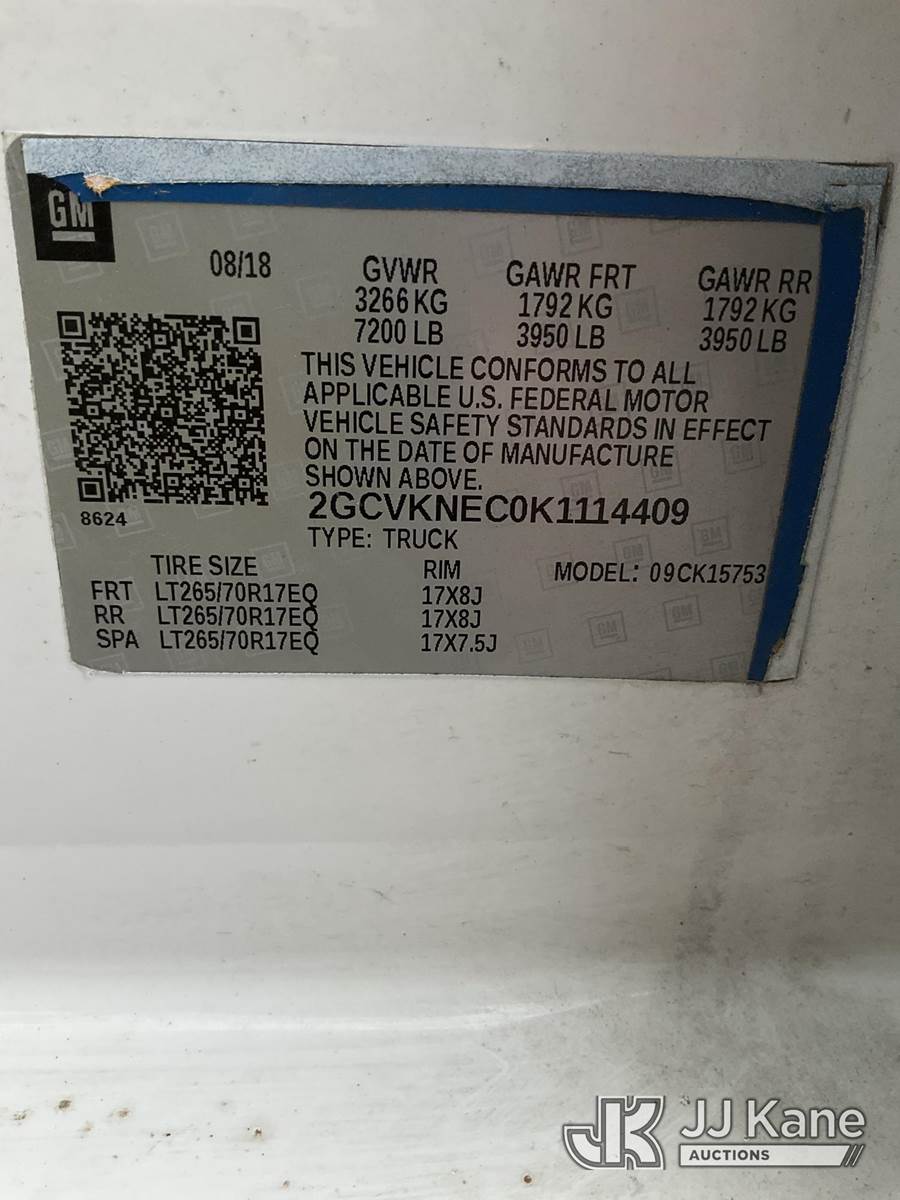 GM
08/18
GVWR GAWR FRT GAWR RR
3266 KG 1792 KG 1792 KG
7200 LB 3950 LB 3950 LB
THIS VEHICLE CONFORMS TO ALL
APPLICABLE U.S. FEDERAL MOTOR
VEHICLE SAFETY STANDARDS IN EFFECT
ON THE DATE OF MANUFACTURE
SHOWN ABOVE.
8624
2GCVKNEC0K1114409
TYPE: TRUCK
TIRE SIZE RIM MODEL: 09CK15753
FRT LT265/70R17EQ 17X8J
RR LT265/70R17EQ 17X8J
SPA LT265/70R17EQ 17X7.5J
JK JJ Kane
AUCTIONS